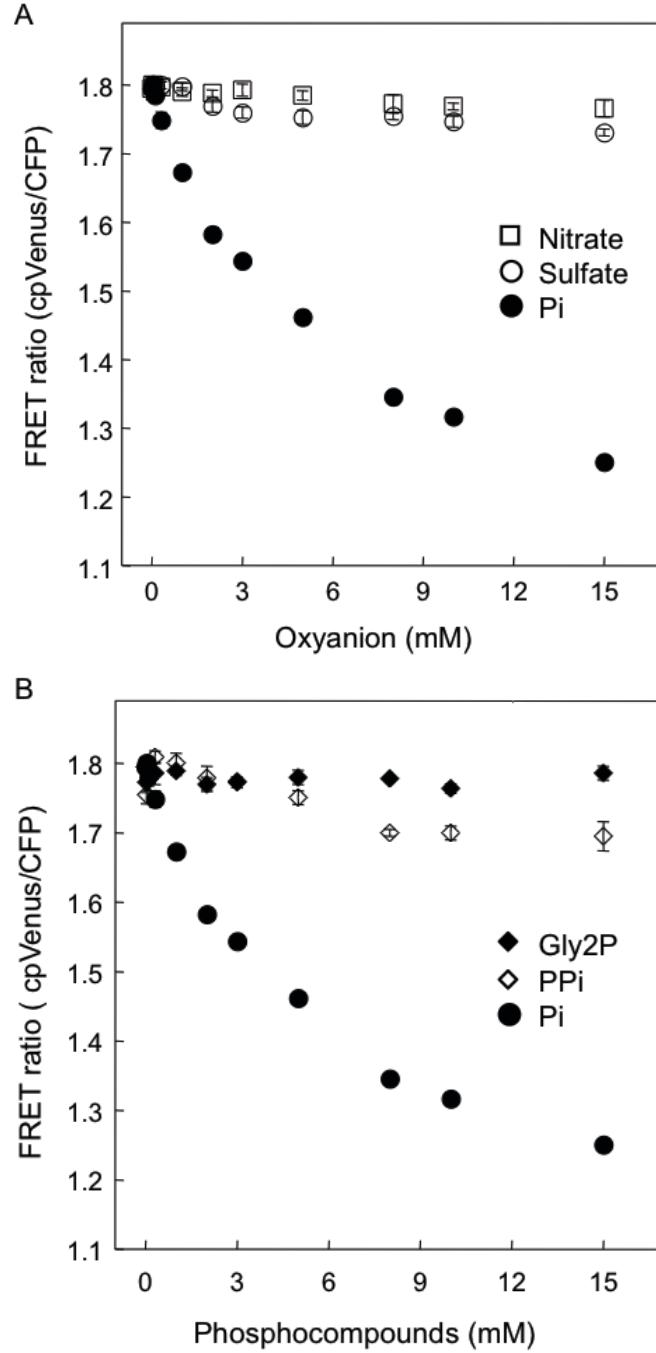 A
1.8
1.7
1.6
1.5
1.4
1.3
1.2
1.1
FRET ratio (cpVenus/CFP)
Nitrate
Sulfate
Pi
0 3 6 9 12 15
Oxyanion (mM)
B
1.8
1.7
1.6
1.5
1.4
1.3
1.2
1.1
FRET ratio ( cpVenus/CFP)
Gly2P
PPi
Pi
0 3 6 9 12 15
Phosphocompounds (mM)